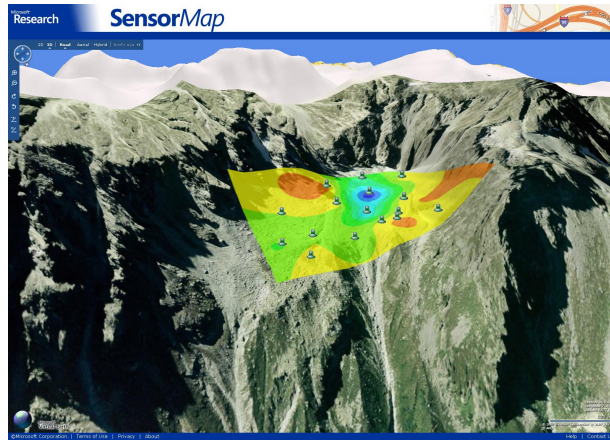 Microsoft
Research
SensorMap
2D 3D | Road Aerial Hybrid |
©Microsoft Corporation. | Terms of Use | Privacy | About
Help | Contact